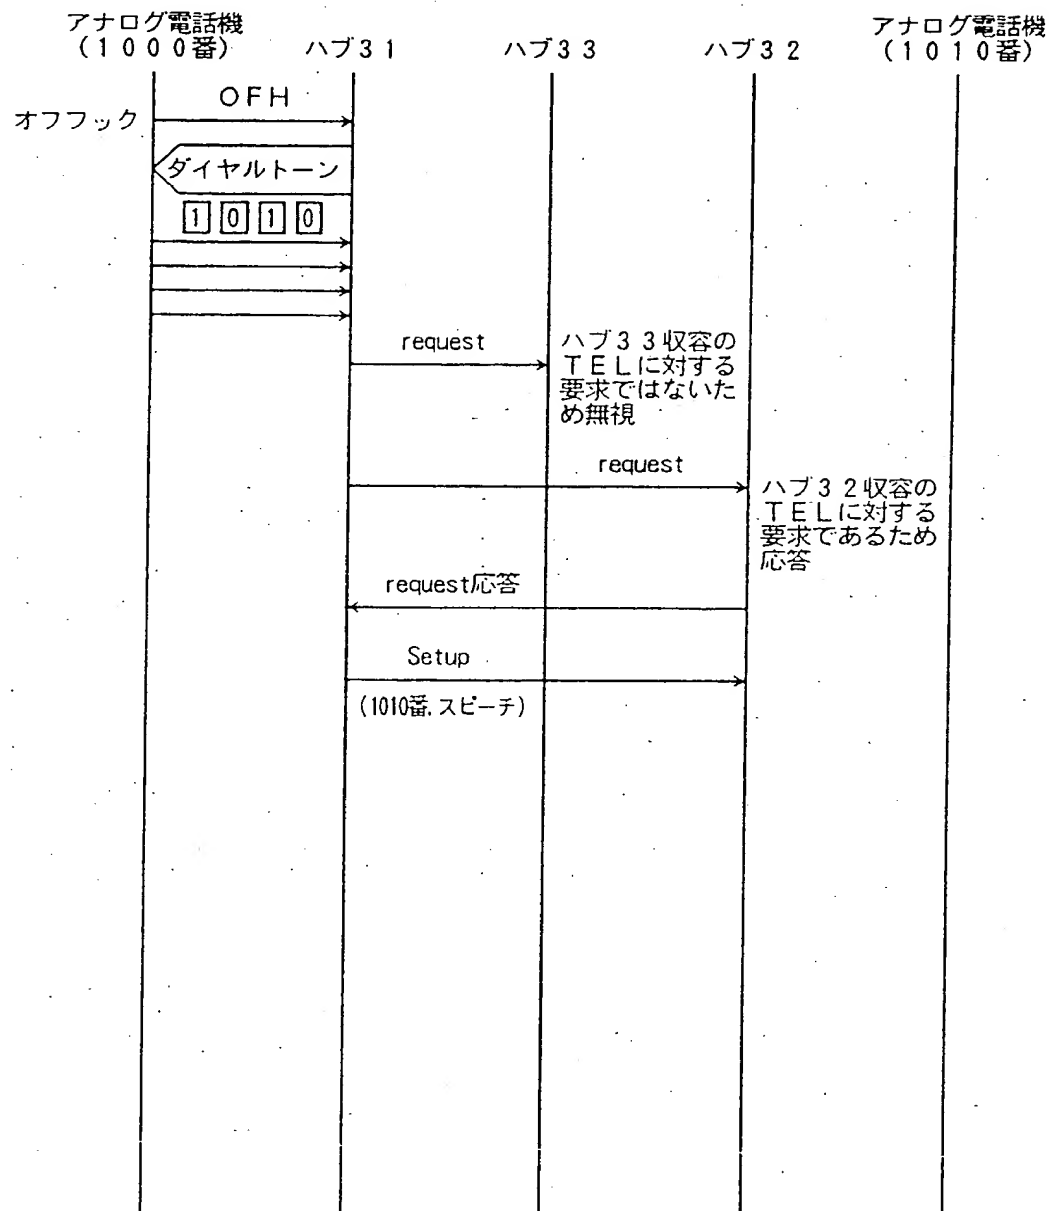 アナログ電話機
(1000番)
ハブ31
ハブ33
ハブ32
アナログ電話機
(1010番)
OFH
オフフック
ダイヤルトーン
1 0 1 0
request
ハブ33収容の
TELに対する
要求ではないた
め無視
request
ハブ32収容の
TELに対する
要求であるため
応答
request応答
Setup
(1010番,スピーチ)